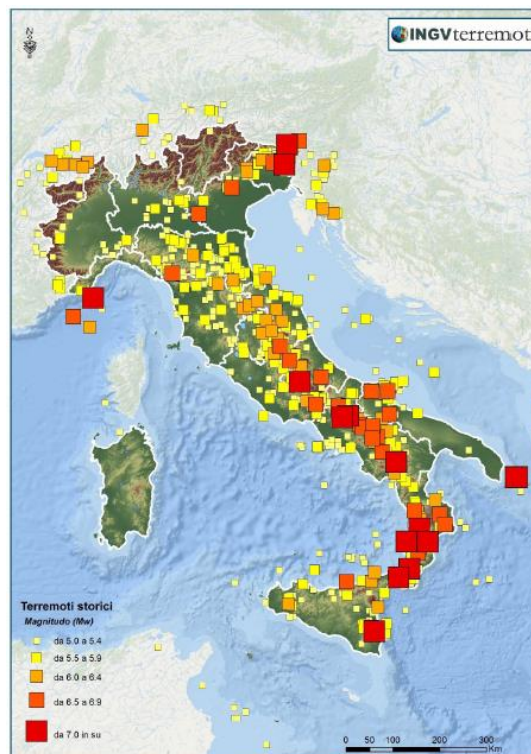 INGVterremoti
Terremoti storici
Magnitudo (Mw)
da 5.0 a 5.4
da 5.5 a 5.9
da 6.0 a 6.4
da 6.5 a 6.9
da 7.0 in su
0 50 100 200 300
Km